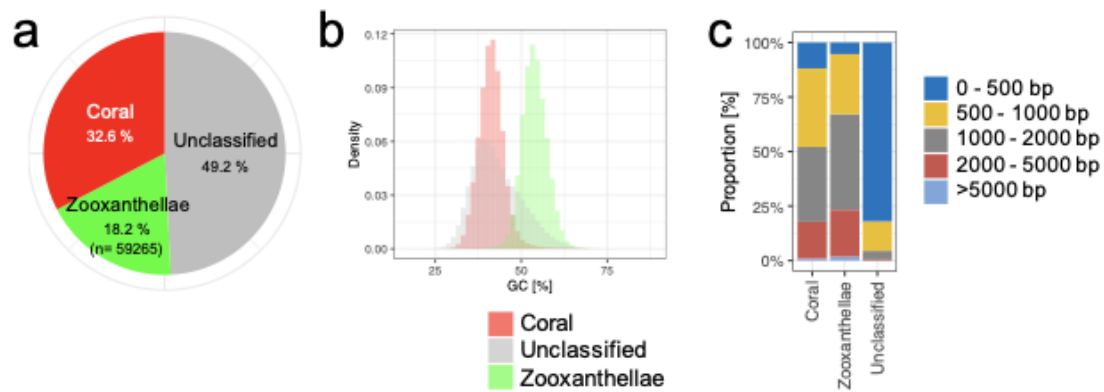 a
Coral
32.6 %
Unclassified
49.2 %
Zooxanthellae
18.2 %
(n= 59265)
b
0.12
0.09
0.06
0.03
0.00
Density
25
50
75
GC [%]
Coral
Unclassified
Zooxanthellae
c
100%
75%
50%
25%
0%
Proportion [%]
Coral
Zooxanthellae
Unclassified
0 - 500 bp
500 - 1000 bp
1000 - 2000 bp
2000 - 5000 bp
>5000 bp